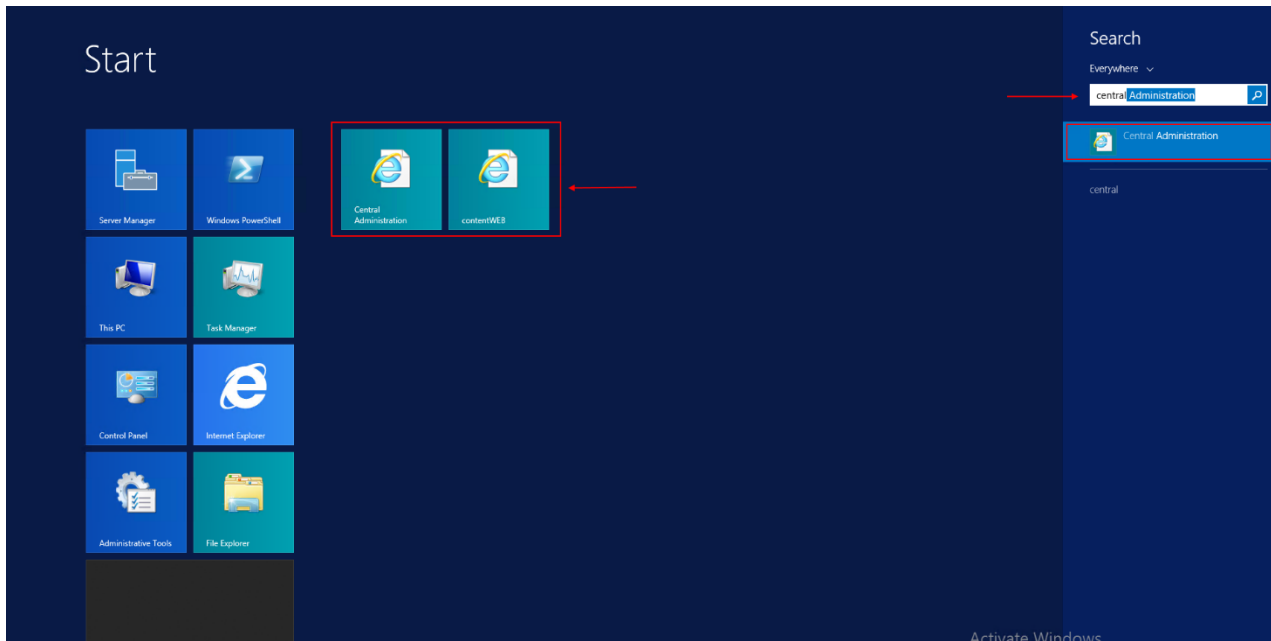 Start
Server Manager
Windows PowerShell
This PC
Task Manager
Control Panel
Internet Explorer
Administrative Tools
File Explorer
Central
Administration
contentWEB
Search
Everywhere
central Administration
Central Administration
central
Activate Windows